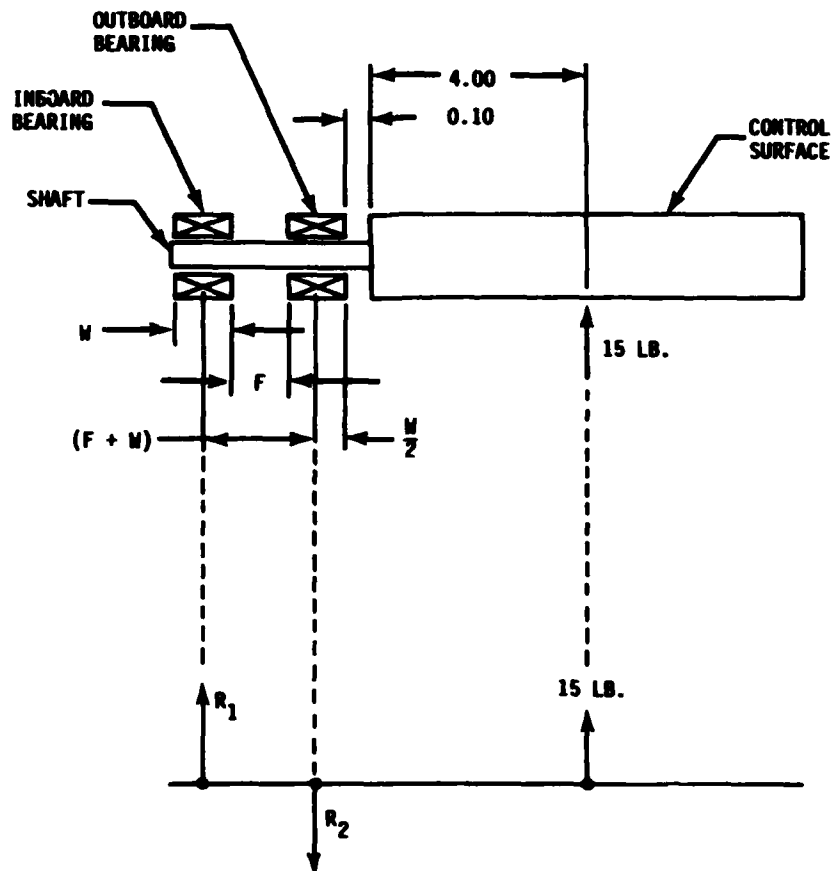 OUTBOARD
BEARING
4.00
INBOARD
BEARING
0.10
CONTROL
SURFACE
SHAFT
W
15 LB.
F
(F + W)
W
2
15 LB.
R1
R2